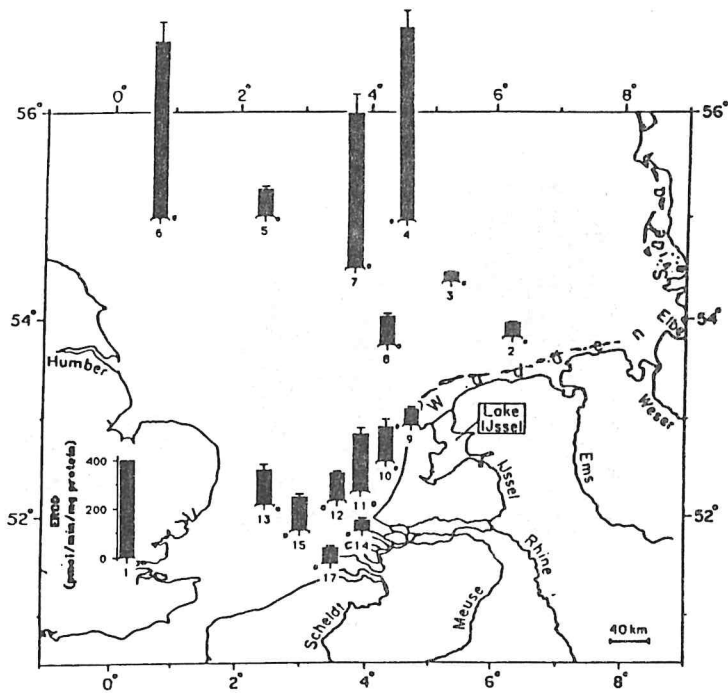 0° 2° 4° 6° 8°
56° 56°
6
5
7
4
3
54° 54°
8
2
Humber
Elbe
Weser
W a d d e n
Lake
IJssel
9
IJssel
Ems
10
11
12
13
15
14
17
52° 52°
EROD
(pmol/min/mg protein)
400
200
0
1
Rhine
Meuse
Scheldt
40 km
0° 2° 4° 6° 8°